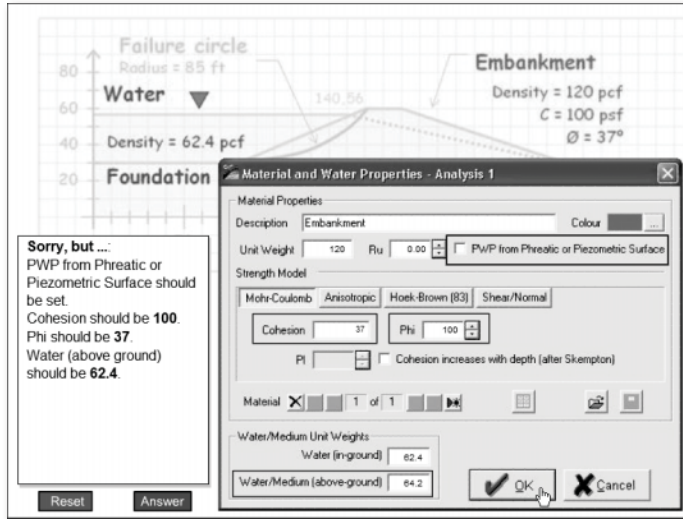 Failure circle
Radius = 85 ft
80
60
40
20
Water
140,56
Embankment
Density = 120 pcf
C = 100 psf
Ø = 37°
Density = 62.4 pcf
Foundation
Material and Water Properties - Analysis 1
Material Properties
Description Embankment Colour ...
Unit Weight 120 Ru 0.00 PWP from Phreatic or Piezometric Surface
Strength Model
Mohr-Coulomb Anisotropic Hoek-Brown (83) Shear/Normal
Cohesion 37 Phi 100
PI Cohesion increases with depth (after Skempton)
Material 1 of 1
Water/Medium Unit Weights
Water (in-ground) 62.4
Water/Medium (above-ground) 64.2
OK Cancel
Sorry, but ...:
PWP from Phreatic or
Piezometric Surface should
be set.
Cohesion should be 100.
Phi should be 37.
Water (above ground)
should be 62.4.
Reset Answer